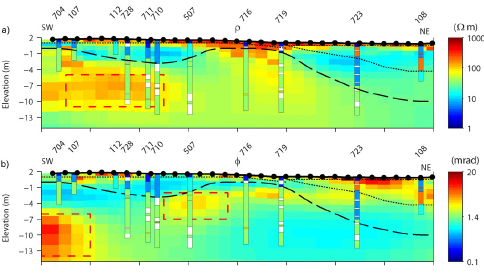 704 107 112 728 711 710 507 716 719 723 108
SW Ø NE (Ω m)
a)
Elevation (m)
2
−1
−4
−7
−10
−13
1000
100
10
1
704 107 112 728 711 710 507 716 719 723 108
SW Ø NE (mrad)
b)
Elevation (m)
2
−1
−4
−7
−10
−13
20
1.4
0.1